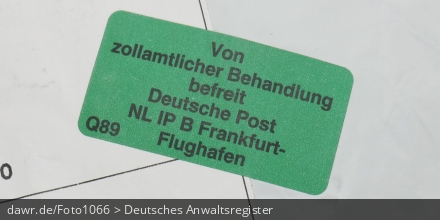 Von
zollamtlicher Behandlung
befreit
Deutsche Post
NL IP B Frankfurt-
Flughafen
Q89
0
dawr.de/Foto1066 > Deutsches Anwaltsregister